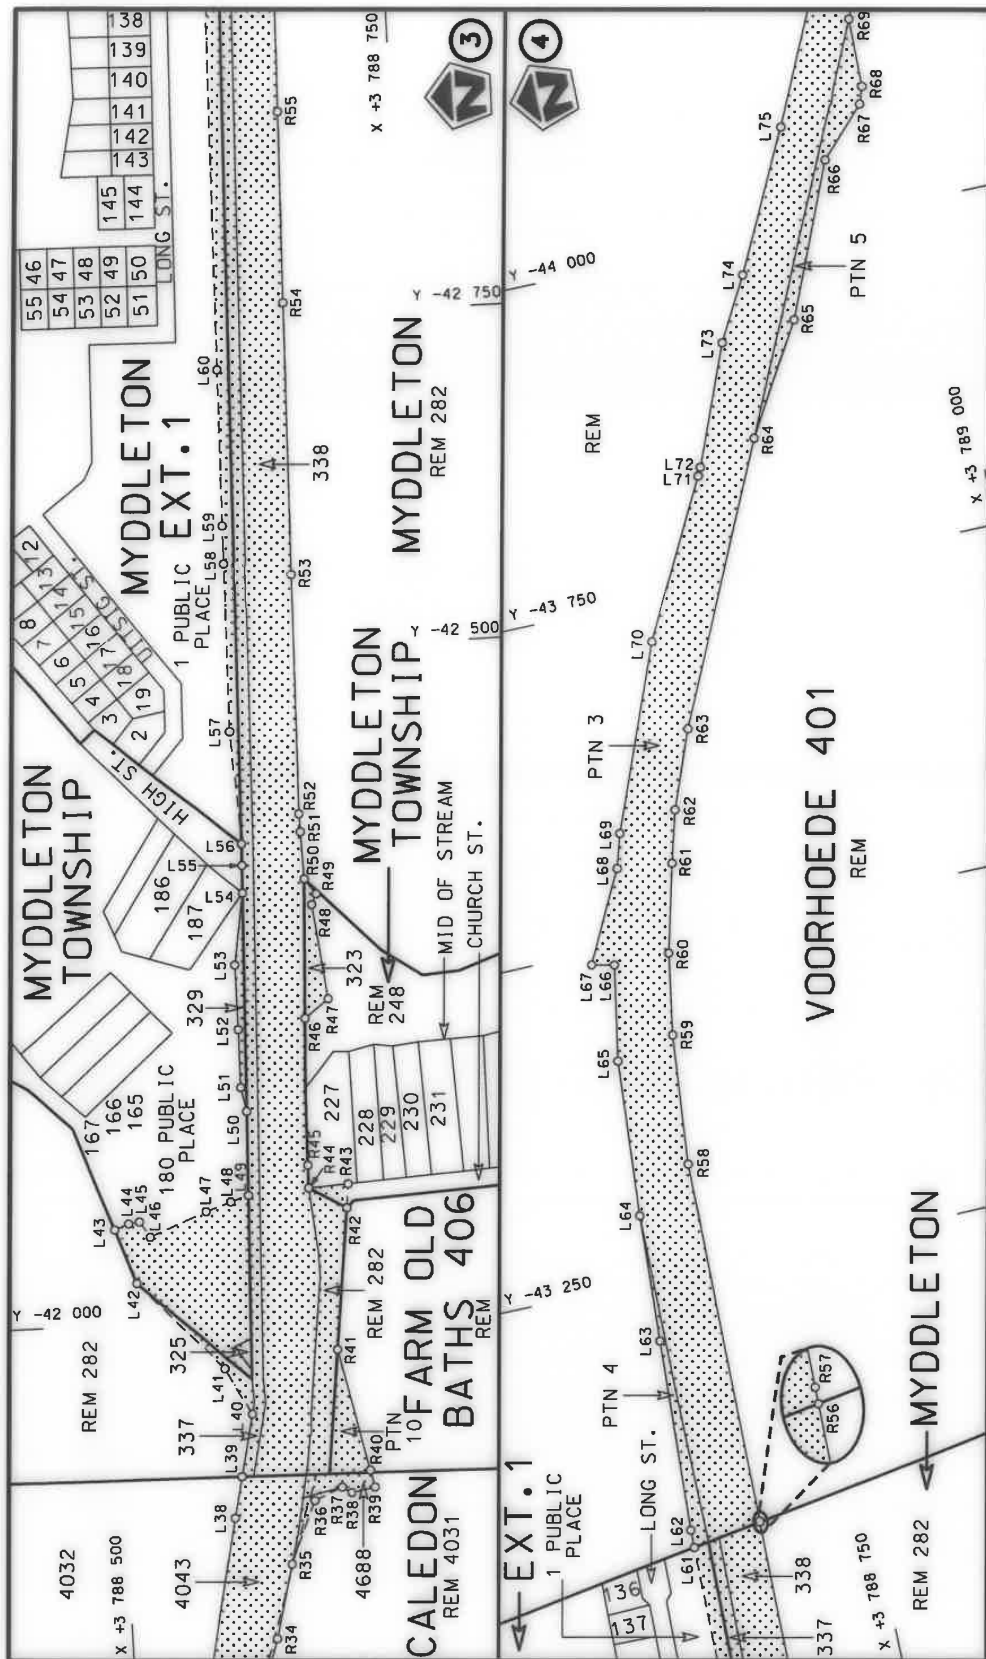 138
139
140
141
142
143
145
144
LONG ST.
55 46
54 47
53 48
52 49
51 50
X +3 788 750
3
N
R55
R54
Y -42 750
L60
MYDDLETON
EXT.1
1 PUBLIC
PLACE
338
MYDDLETON
REM 282
L59
L58
R53
12
13
14
15
16
17
18
19
8
7
6
5
4
3
2
Y -42 500
L57
HIGH ST.
MYDDLETON
TOWNSHIP
MYDDLETON
TOWNSHIP
L56
L55
L54
R52
R51
R50
R49
R48
186
187
L53
329
L52
323
REM
248
R46
R47
MID OF STREAM
CHURCH ST.
L51
L50
167
166
165
180 PUBLIC
PLACE
227
228
229
230
231
R45
R44
R43
L49
L48
L47
L46
L45
L44
L43
R42
L42
Y -42 000
REM 282
325
L41
L40
337
L39
282
REM
R41
PTN
10
FARM OLD
BATHS 406
REM
R40
R39
R38
R37
R36
4688
L38
4032
4043
X +3 788 500
R35
R34
CALEDON
REM 4031
4
N
R69
R68
R67
R66
L75
PTN 5
Y -44 000
L74
R65
L73
REM
R64
L72
L71
X +3 789 000
Y -43 750
L70
PTN 3
R63
R62
L69
L68
R61
VOORHOEDE 401
REM
L67
L66
R60
R59
L65
R58
L64
Y -43 250
L63
PTN 4
R57
R56
MYDDLETON
LONG ST.
EXT.1
1 PUBLIC
PLACE
L62
L61
136
137
338
337
X +3 788 750
REM 282